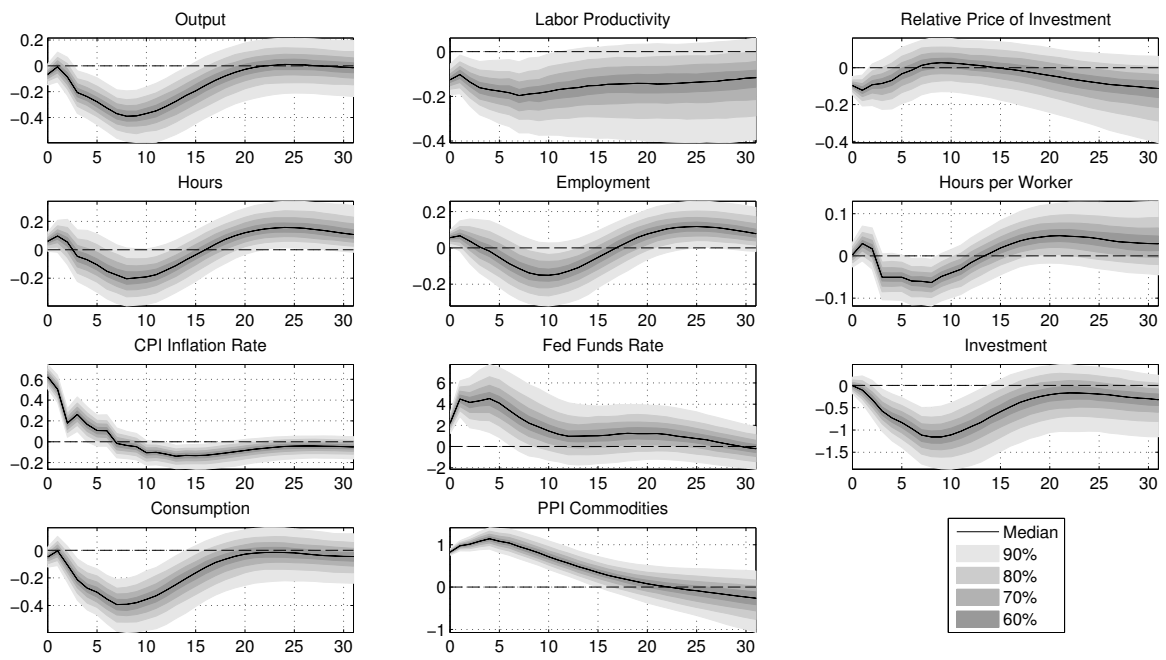 Output
Labor Productivity
Relative Price of Investment
0.2
0
−0.2
−0.4
0 5 10 15 20 25 30
0
−0.2
−0.4
0 5 10 15 20 25 30
0
−0.2
−0.4
0 5 10 15 20 25 30
Hours
Employment
Hours per Worker
0.2
0
−0.2
0 5 10 15 20 25 30
0.2
0
−0.2
0 5 10 15 20 25 30
0.1
0
−0.1
0 5 10 15 20 25 30
CPI Inflation Rate
Fed Funds Rate
Investment
0.6
0.4
0.2
0
−0.2
0 5 10 15 20 25 30
6
4
2
0
−2
0 5 10 15 20 25 30
0
−0.5
−1
−1.5
0 5 10 15 20 25 30
Consumption
PPI Commodities
0
−0.2
−0.4
0 5 10 15 20 25 30
1
0
−1
0 5 10 15 20 25 30
Median
90%
80%
70%
60%